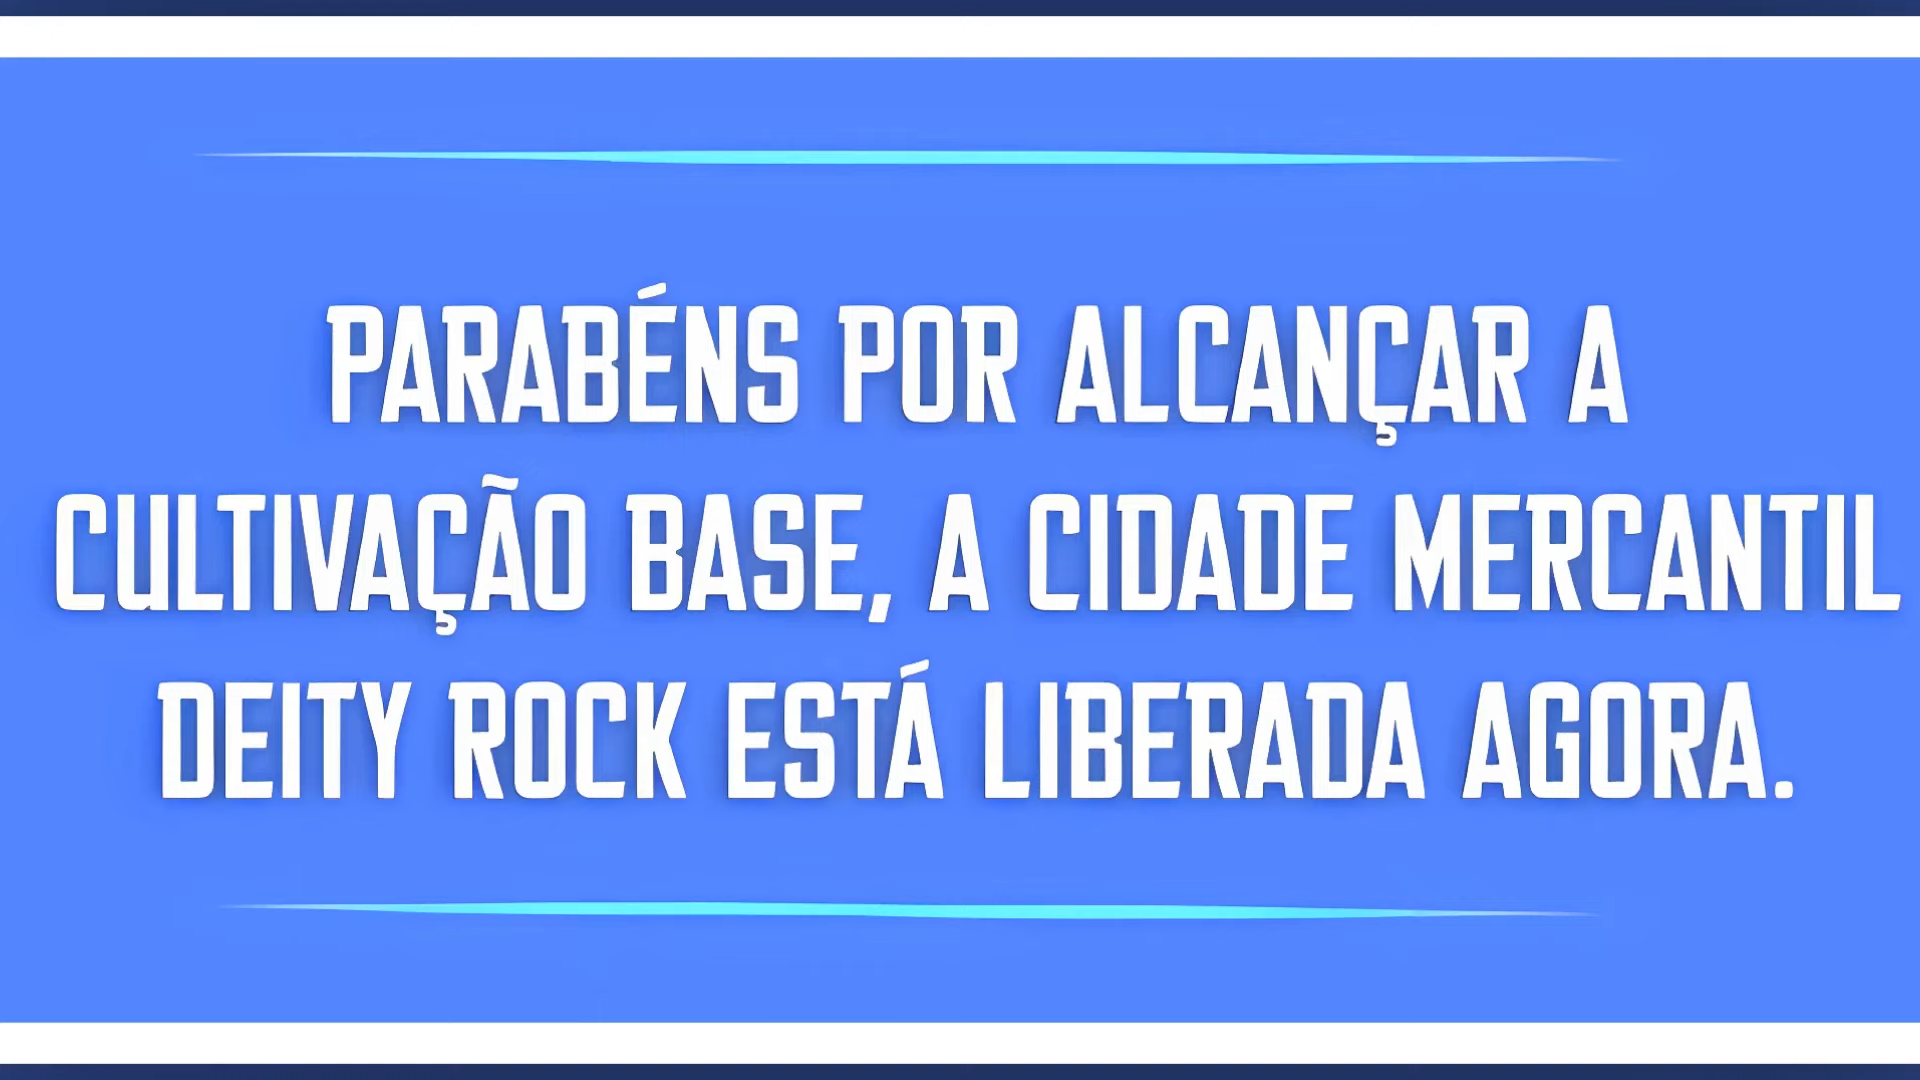 PARABÉNS POR ALCANÇAR A
CULTIVAÇÃO BASE, A CIDADE MERCANTIL
DEITY ROCK ESTÁ LIBERADA AGORA.